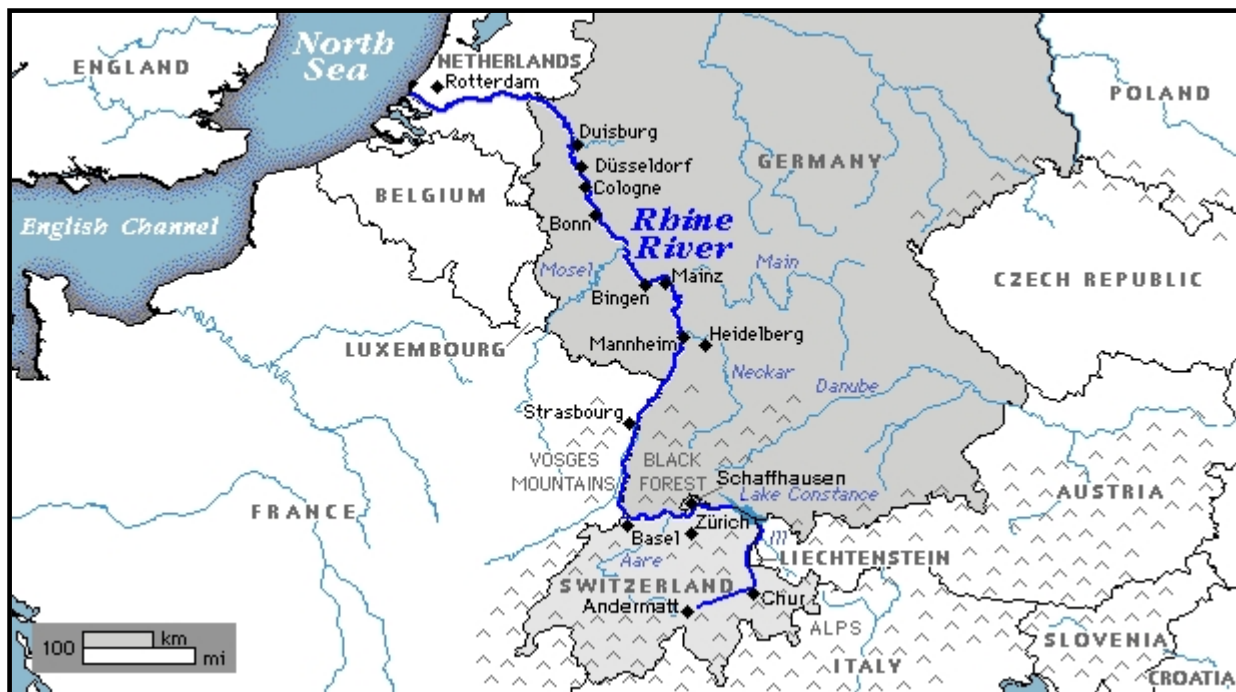 North
Sea
ENGLAND
NETHERLANDS
Rotterdam
POLAND
Duisburg
GERMANY
Düsseldorf
Cologne
BELGIUM
English Channel
Bonn
Rhine
River
Mosel
Main
Mainz
CZECH REPUBLIC
Bingen
Heidelberg
Mannheim
LUXEMBOURG
Neckar
Danube
Strasbourg
VOSGES
MOUNTAINS
BLACK
FOREST
Schaffhausen
Lake Constance
AUSTRIA
FRANCE
Zürich
Basel
Ill
Aare
LIECHTENSTEIN
SWITZERLAND
Chur
Andermatt
ALPS
SLOVENIA
ITALY
CROATIA
100
km
mi